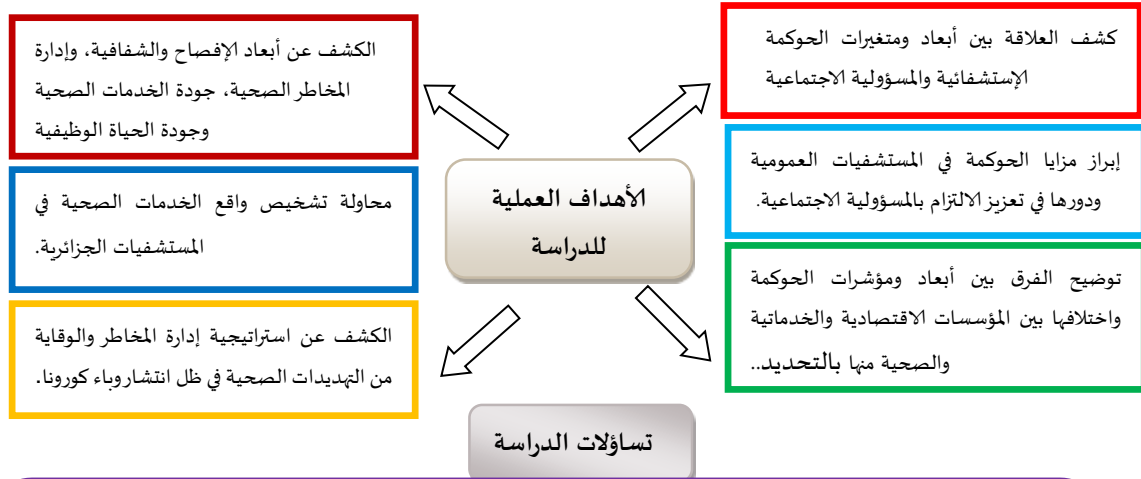 كشف العلاقة بين أبعاد ومتغيرات الحوكمة
الإستشفائية والمسؤولية الاجتماعية
إبراز مزايا الحوكمة في المستشفيات العمومية
ودورها في تعزيز الالتزام بالمسؤولية الاجتماعية.
توضيح الفرق بين أبعاد ومؤشرات الحوكمة
واختلافها بين المؤسسات الاقتصادية والخدماتية
والصحية منها بالتحديد..
الأهداف العملية
للدراسة
الكشف عن أبعاد الإفصاح والشفافية، وإدارة
المخاطر الصحية، جودة الخدمات الصحية
وجودة الحياة الوظيفية
محاولة تشخيص واقع الخدمات الصحية في
المستشفيات الجزائرية.
الكشف عن استراتيجية إدارة المخاطر والوقاية
من التهديدات الصحية في ظل انتشار وباء كورونا.
تساؤلات الدراسة